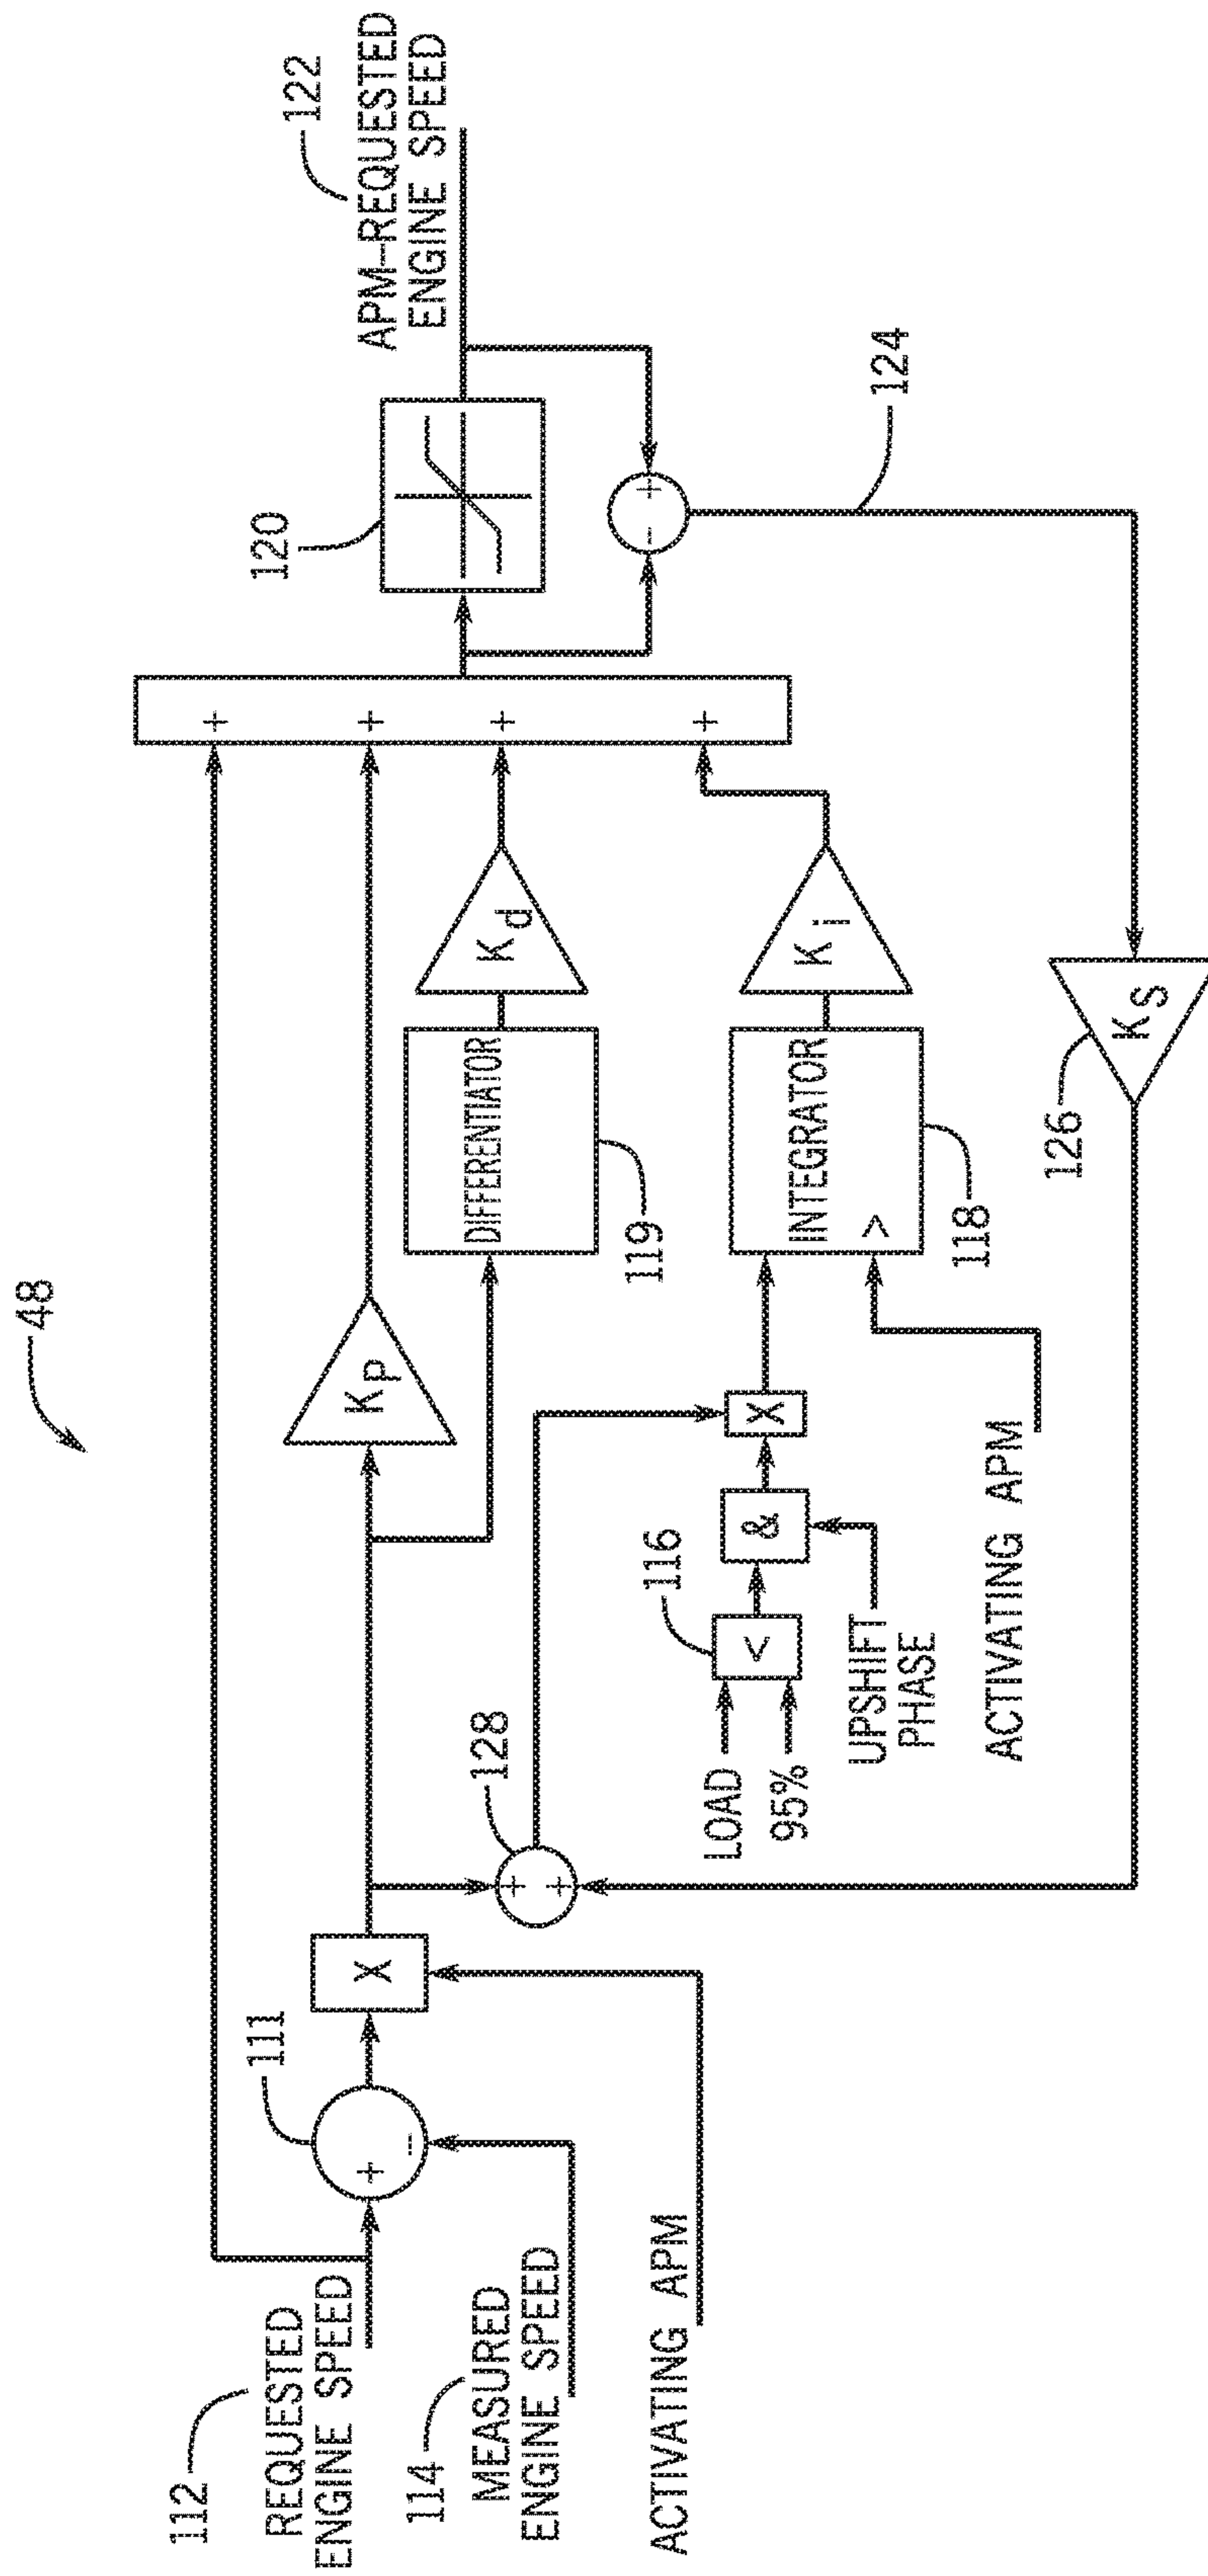 48
112
REQUESTED
ENGINE SPEED
114
MEASURED
ENGINE SPEED
ACTIVATING APM
111
+
−
X
128
+
+
LOAD
95%
116
<
&
UPSHIFT
PHASE
X
ACTIVATING APM
Kp
DIFFERENTIATOR
119
Kd
INTEGRATOR
>
118
Ki
126
KS
+
+
+
+
120
−
+
124
122
APM–REQUESTED
ENGINE SPEED